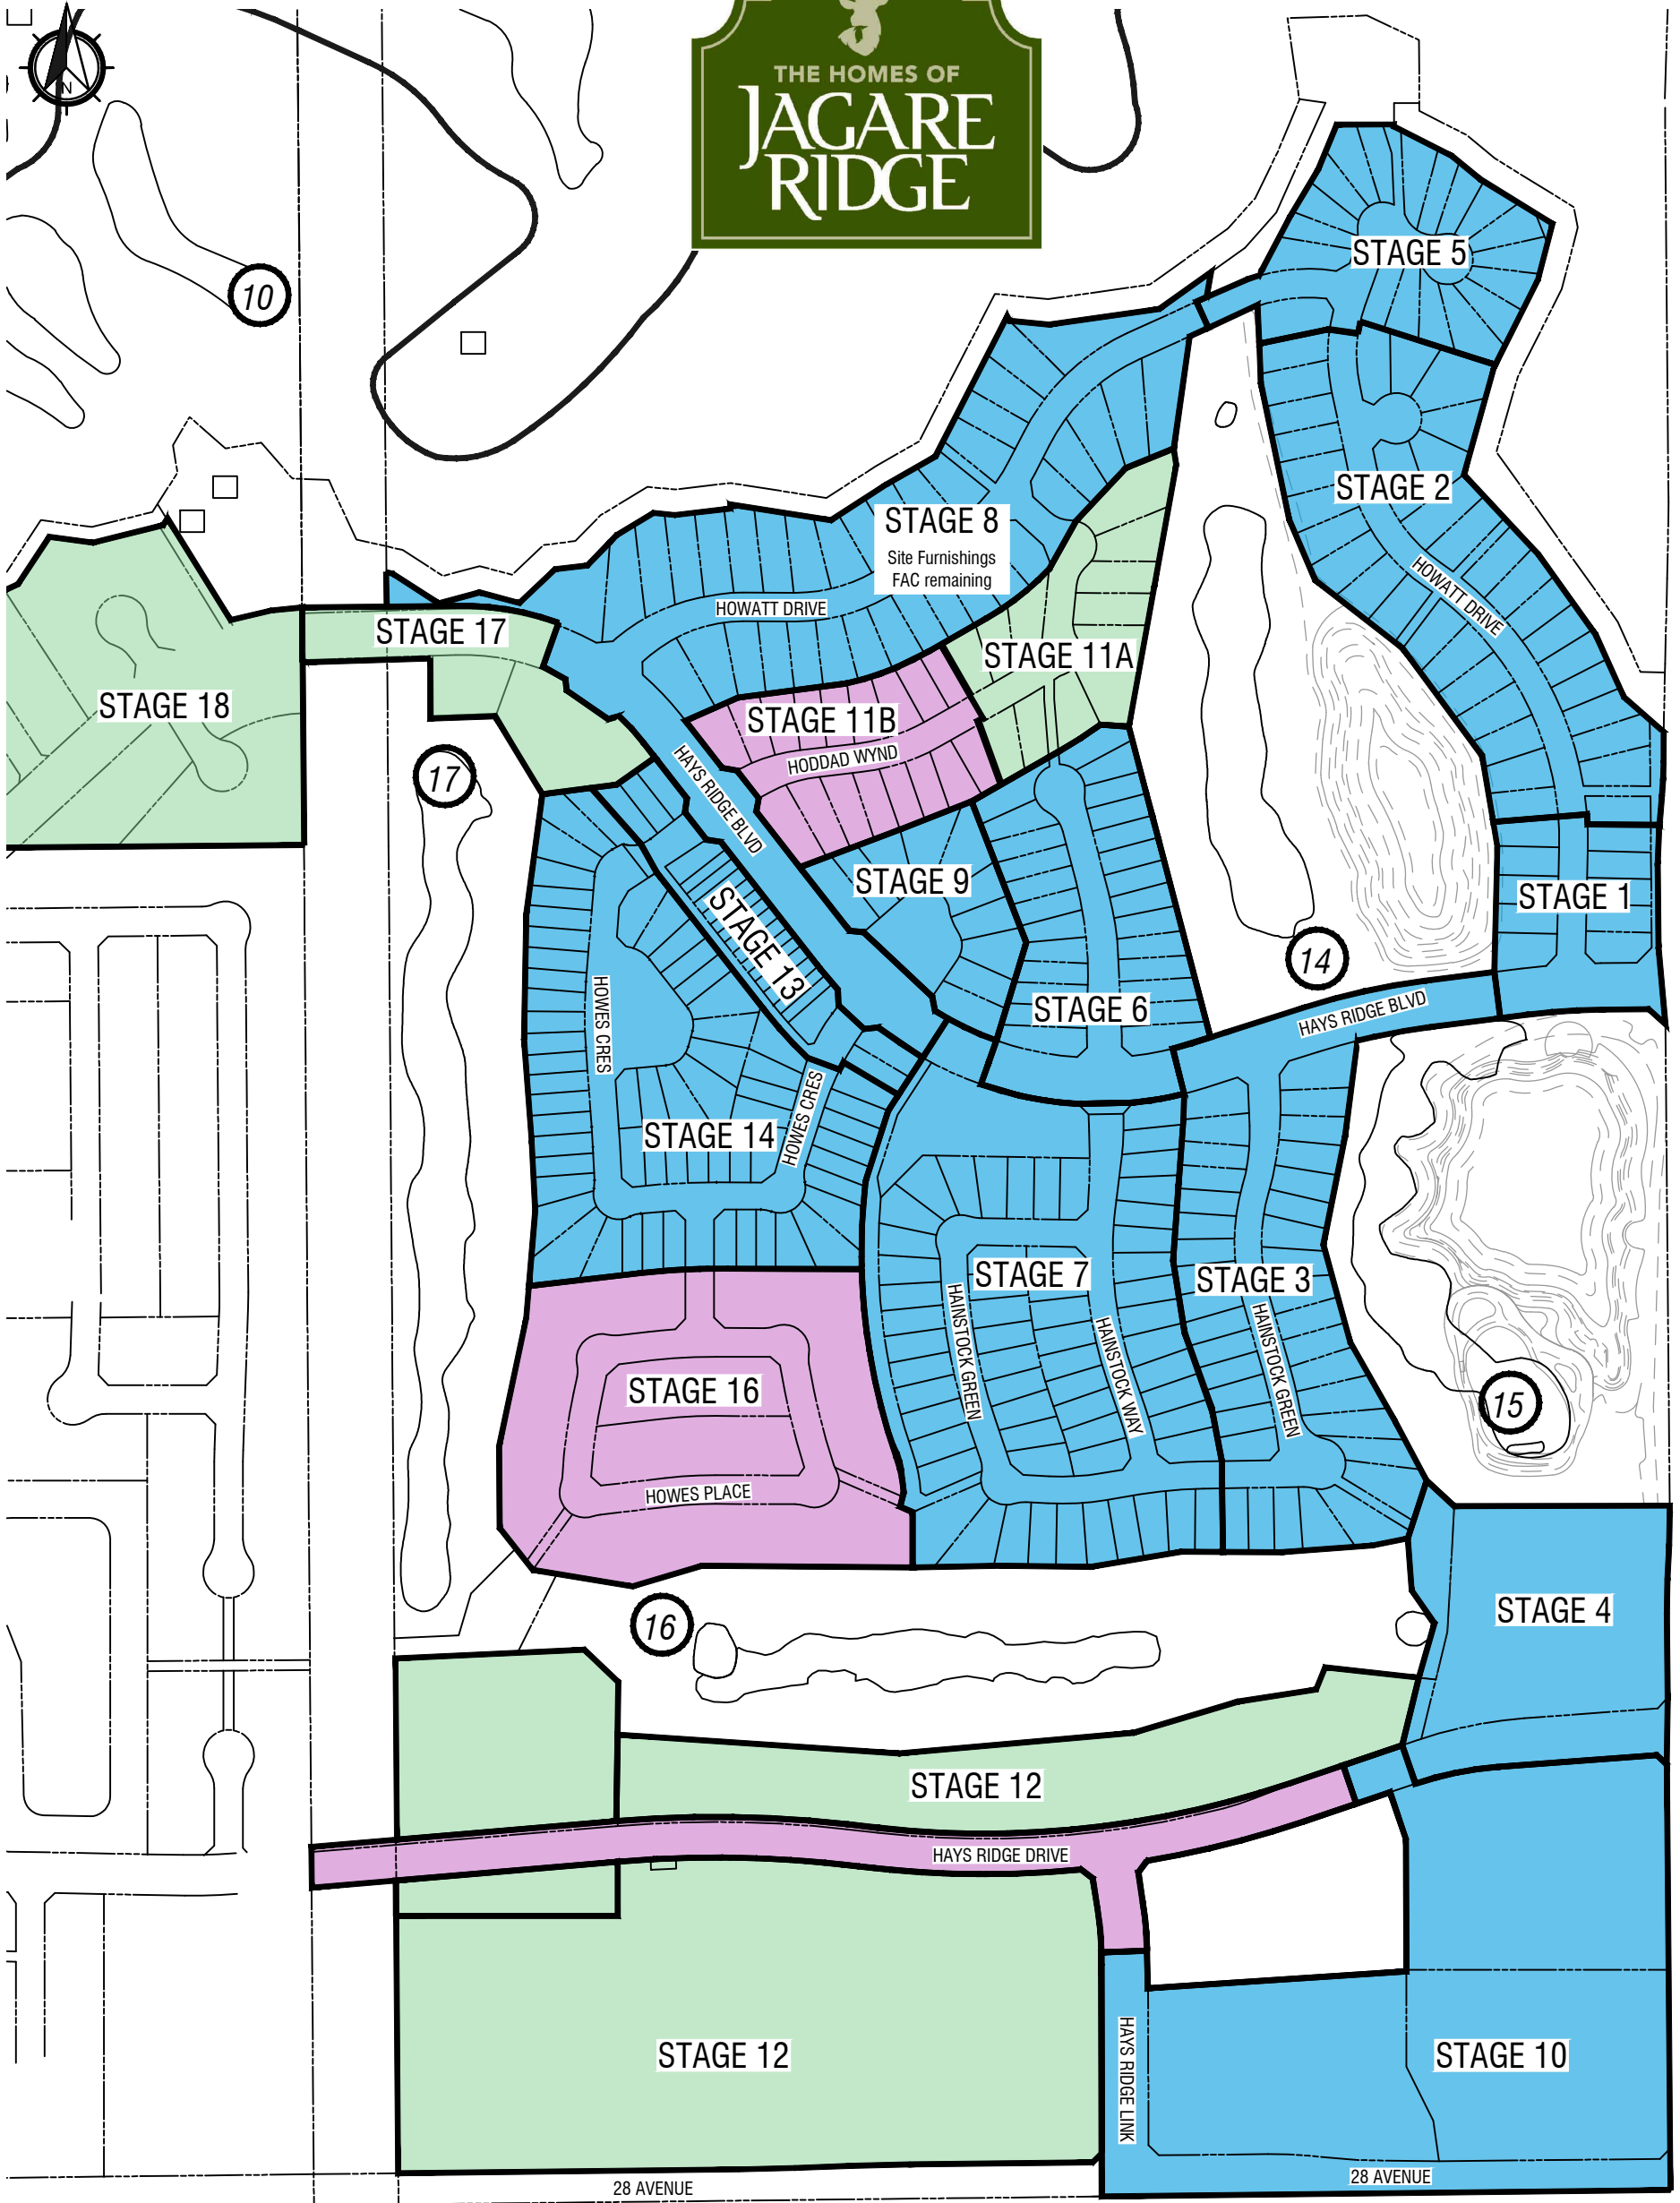 N
THE HOMES OF
JAGARE
RIDGE
10
STAGE 5
STAGE 2
STAGE 8
Site Furnishings
FAC remaining
HOWATT DRIVE
HOWATT DRIVE
STAGE 17
STAGE 11A
STAGE 18
STAGE 11B
HODDAD WYND
17
HAYS RIDGE BLVD
STAGE 9
STAGE 1
STAGE 13
14
HOWES CRES
STAGE 6
HAYS RIDGE BLVD
STAGE 14
HOWES CRES
STAGE 7
STAGE 3
HAINSTOCK GREEN
HAINSTOCK WAY
HAINSTOCK GREEN
STAGE 16
15
HOWES PLACE
16
STAGE 4
STAGE 12
HAYS RIDGE DRIVE
STAGE 12
HAYS RIDGE LINK
STAGE 10
28 AVENUE
28 AVENUE